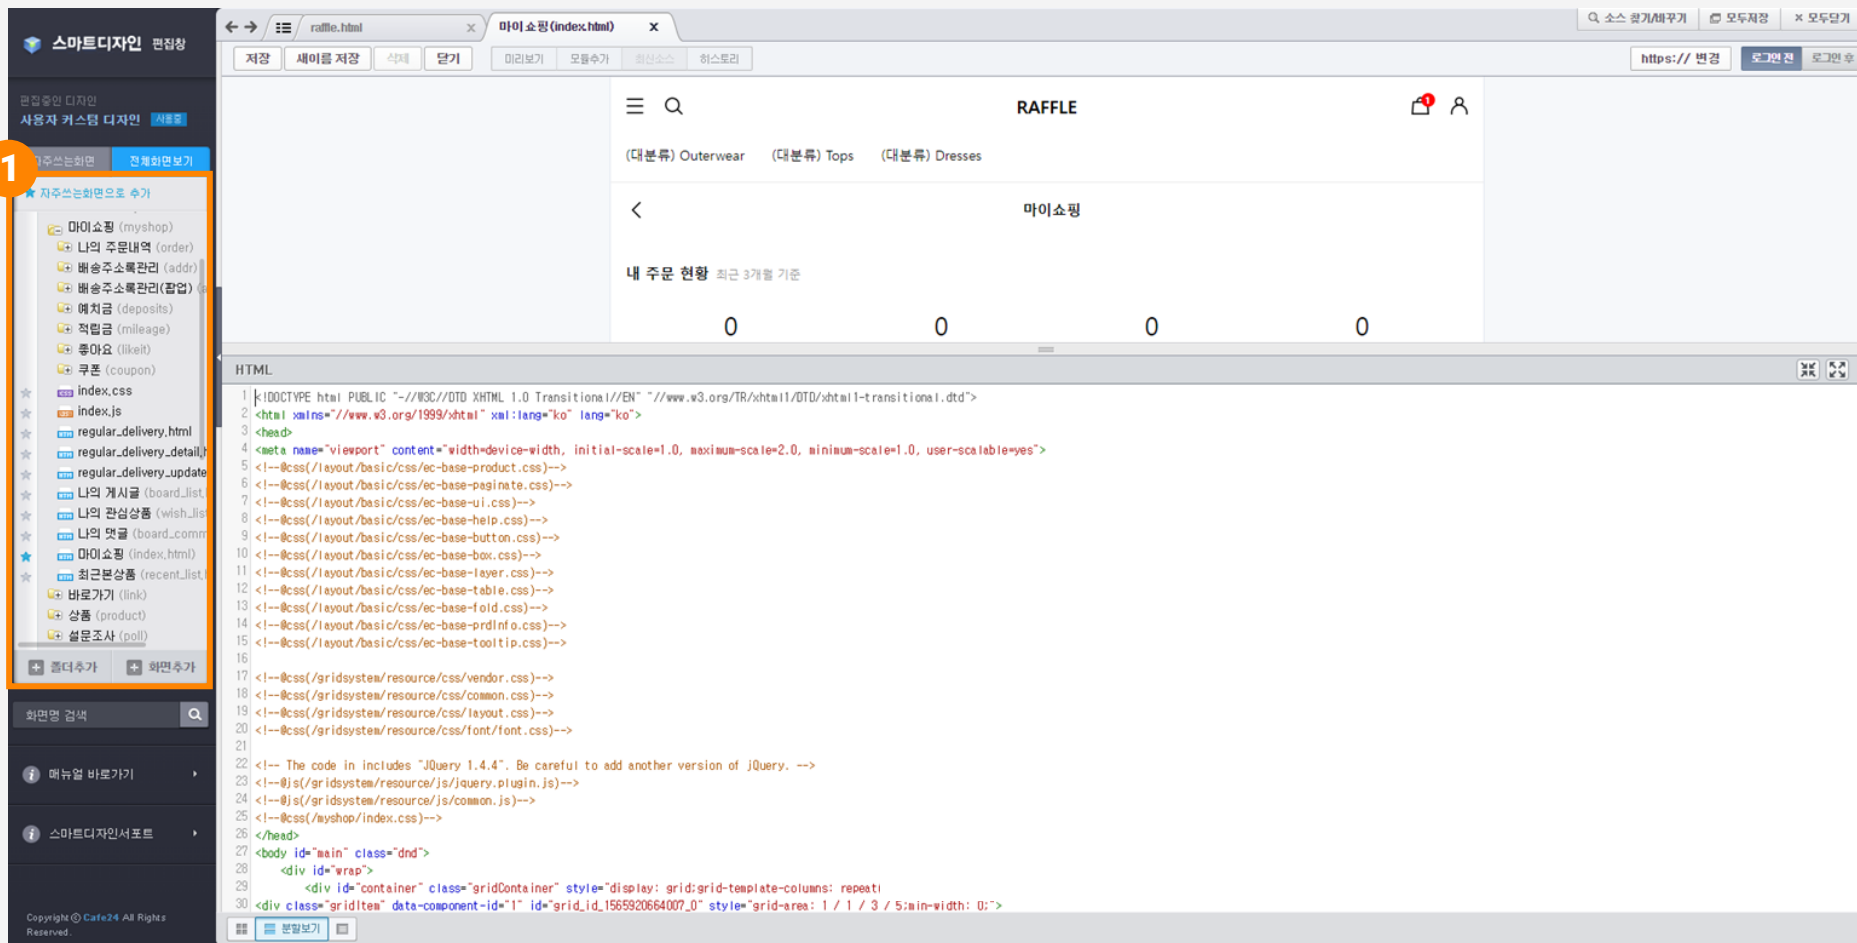 스마트디자인 편집창
편집중인 디자인
사용자 커스텀 디자인 사용중
자주쓰는화면 전체화면보기
1
★ 자주쓰는화면으로 추가
마이쇼핑 (myshop)
나의 주문내역 (order)
배송주소록관리 (addr)
배송주소록관리(팝업) (a
예치금 (deposits)
적립금 (mileage)
좋아요 (likeit)
쿠폰 (coupon)
index.css
index.js
regular_delivery.html
regular_delivery_detail.h
regular_delivery_update
나의 게시글 (board_list.
나의 관심상품 (wish_lis
나의 댓글 (board_comm
마이쇼핑 (index.html)
최근본상품 (recent_list.
바로가기 (link)
상품 (product)
설문조사 (poll)
폴더추가 화면추가
화면명 검색
매뉴얼 바로가기
스마트디자인서포트
Copyright ⓒ Cafe24 All Rights
Reserved.
raffle.html x 마이쇼핑(index.html) x
소스 찾기/바꾸기 모두저장 × 모두닫기
저장 새이름 저장 삭제 닫기 미리보기 모듈추가 최신소스 히스토리 https:// 변경 로그인 전 로그인 후
RAFFLE 1
(대분류) Outerwear (대분류) Tops (대분류) Dresses
마이쇼핑
내 주문 현황 최근 3개월 기준
0 0 0 0
HTML
1 <!DOCTYPE html PUBLIC "-//W3C//DTD XHTML 1.0 Transitional//EN" "//www.w3.org/TR/xhtml1/DTD/xhtml1-transitional.dtd">
2 <html xmlns="//www.w3.org/1999/xhtml" xml:lang="ko" lang="ko">
3 <head>
4 <meta name="viewport" content="width=device-width, initial-scale=1.0, maximum-scale=2.0, minimum-scale=1.0, user-scalable=yes">
5 <!--@css(/layout/basic/css/ec-base-product.css)-->
6 <!--@css(/layout/basic/css/ec-base-paginate.css)-->
7 <!--@css(/layout/basic/css/ec-base-ui.css)-->
8 <!--@css(/layout/basic/css/ec-base-help.css)-->
9 <!--@css(/layout/basic/css/ec-base-button.css)-->
10 <!--@css(/layout/basic/css/ec-base-box.css)-->
11 <!--@css(/layout/basic/css/ec-base-layer.css)-->
12 <!--@css(/layout/basic/css/ec-base-table.css)-->
13 <!--@css(/layout/basic/css/ec-base-fold.css)-->
14 <!--@css(/layout/basic/css/ec-base-prdInfo.css)-->
15 <!--@css(/layout/basic/css/ec-base-tooltip.css)-->
16
17 <!--@css(/gridsystem/resource/css/vendor.css)-->
18 <!--@css(/gridsystem/resource/css/common.css)-->
19 <!--@css(/gridsystem/resource/css/layout.css)-->
20 <!--@css(/gridsystem/resource/css/font/font.css)-->
21
22 <!-- The code in includes "JQuery 1.4.4". Be careful to add another version of jQuery. -->
23 <!--@js(/gridsystem/resource/js/jquery.plugin.js)-->
24 <!--@js(/gridsystem/resource/js/common.js)-->
25 <!--@css(/myshop/index.css)-->
26 </head>
27 <body id="main" class="dnd">
28 <div id="wrap">
29 <div id="container" class="gridContainer" style="display: grid;grid-template-columns: repeat(
30 <div class="gridItem" data-component-id="1" id="grid_id_1565920664007_0" style="grid-area: 1 / 1 / 3 / 5;min-width: 0;">
분할보기